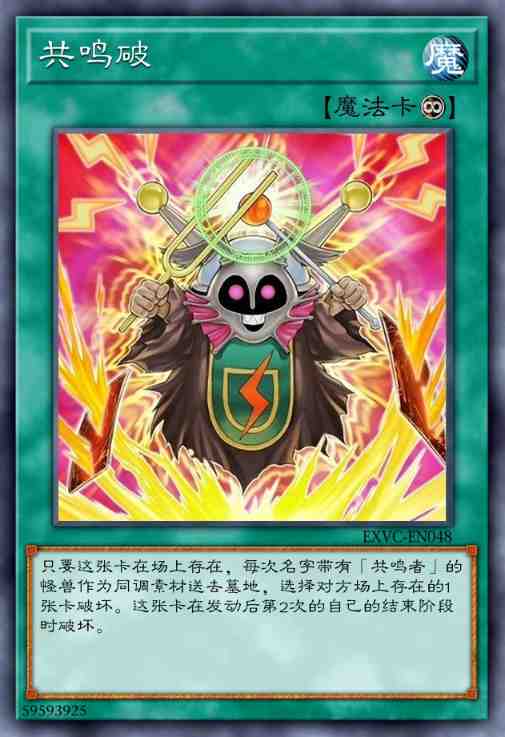 共鸣破
魔
【魔法卡】
EXVC-EN048
只要这张卡在场上存在，每次名字带有「共鸣者」的
怪兽作为同调素材送去墓地，选择对方场上存在的1
张卡破坏。这张卡在发动后第2次的自己的结束阶段
时破坏。
59593925